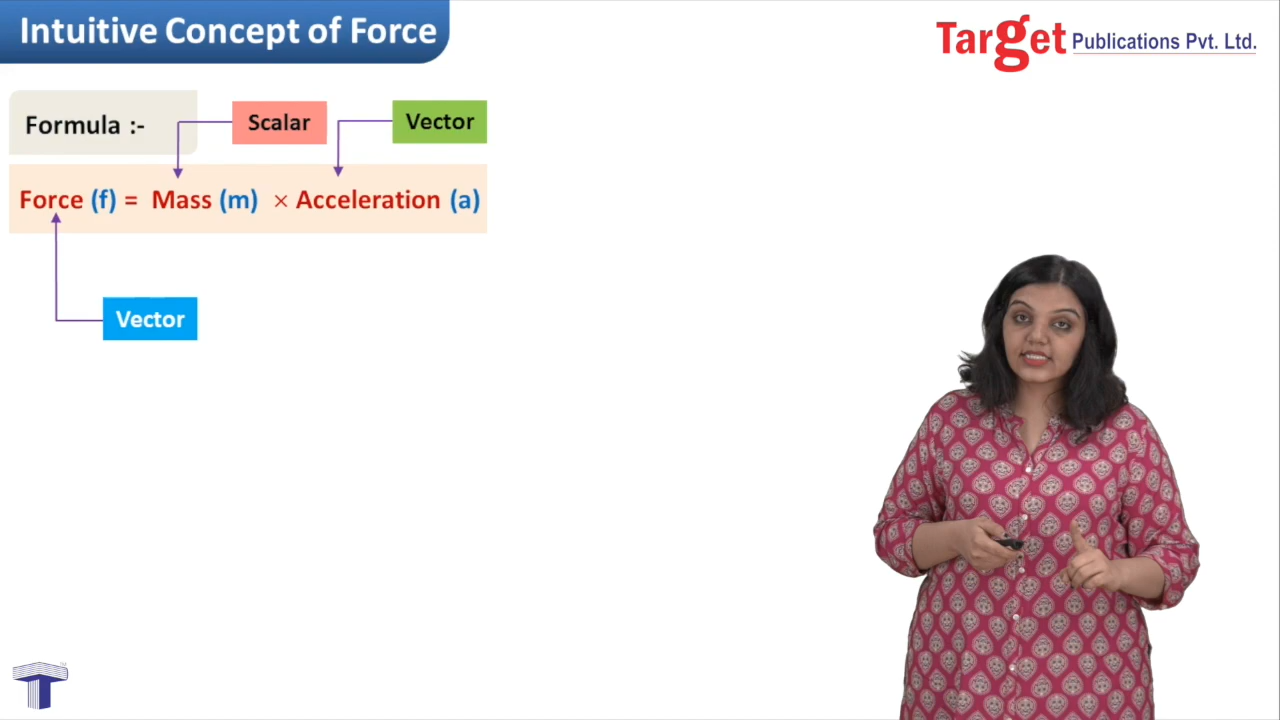 Intuitive Concept of Force
Target Publications Pvt. Ltd.
Formula :-
Scalar
Vector
Force (f) = Mass (m) × Acceleration (a)
Vector